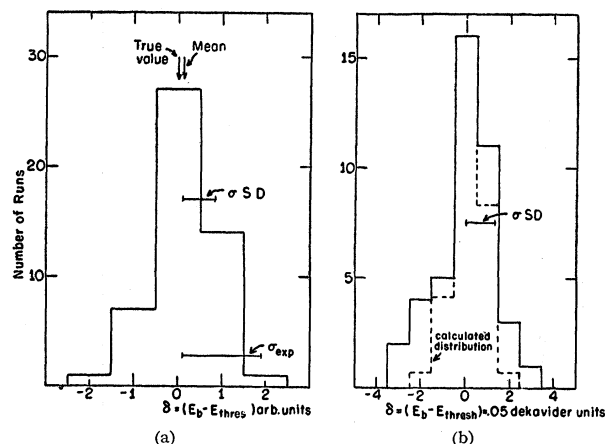 30
20
10
0
Number of Runs
True value
Mean
σ SD
σexp
-2
-1
0
1
2
δ=(Eb-Ethres) arb. units
(a)
15
10
5
σ SD
calculated
distribution
-4
-2
0
2
4
δ=(Eb-Ethresh)=.05 dekavider units
(b)